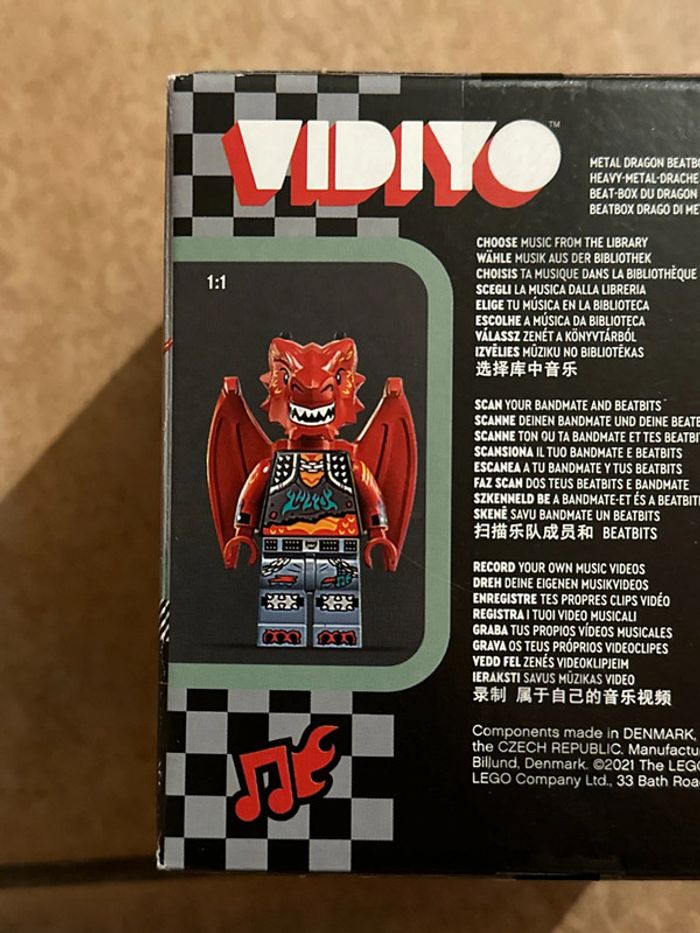 VIDIYO™
METAL DRAGON
HEAVY-METAL-DRACHE
BEAT-BOX DU DRAGON
BEATBOX DRAGO DI
1:1
CHOOSE MUSIC FROM THE LIBRARY
WÄHLE MUSIK AUS DER BIBLIOTHEK
CHOISIS TA MUSIQUE DANS LA BIBLIOTHÈQUE
SCEGLI LA MUSICA DALLA LIBRERIA
ELIGE TU MÚSICA EN LA BIBLIOTECA
ESCOLHE A MÚSICA DA BIBLIOTECA
VÁLASSZ ZENÉT A KÖNYVTÁRBÓL
IZVĒLIES MŪZIKU NO BIBLIOTĒKAS
选择库中音乐
SCAN YOUR BANDMATE AND BEATBITS
SCANNE DEINEN BANDMATE UND DEINE
SCANNE TON OU TA BANDMATE ET TES
SCANSIONA IL TUO BANDMATE E BEATBITS
ESCANEA A TU BANDMATE Y TUS BEATBITS
FAZ SCAN DOS TEUS BEATBITS E BANDMATE
SZKENNELD BE A BANDMATE-ET ÉS A
SKENĒ SAVU BANDMATE UN BEATBITS
扫描乐队成员和 BEATBITS
RECORD YOUR OWN MUSIC VIDEOS
DREH DEINE EIGENEN MUSIKVIDEOS
ENREGISTRE TES PROPRES CLIPS VIDÉO
REGISTRA I TUOI VIDEO MUSICALI
GRABA TUS PROPIOS VÍDEOS MUSICALES
GRAVA OS TEUS PRÓPRIOS VIDEOCLIPES
VEDD FEL ZENÉS VIDEOKLIPJEIM
IERAKSTI SAVUS MŪZIKAS VIDEO
录制 属于自己的音乐视频
Components made in DENMARK,
the CZECH REPUBLIC.
Billund, Denmark. ©2021 The
LEGO Company Ltd., 33 Bath